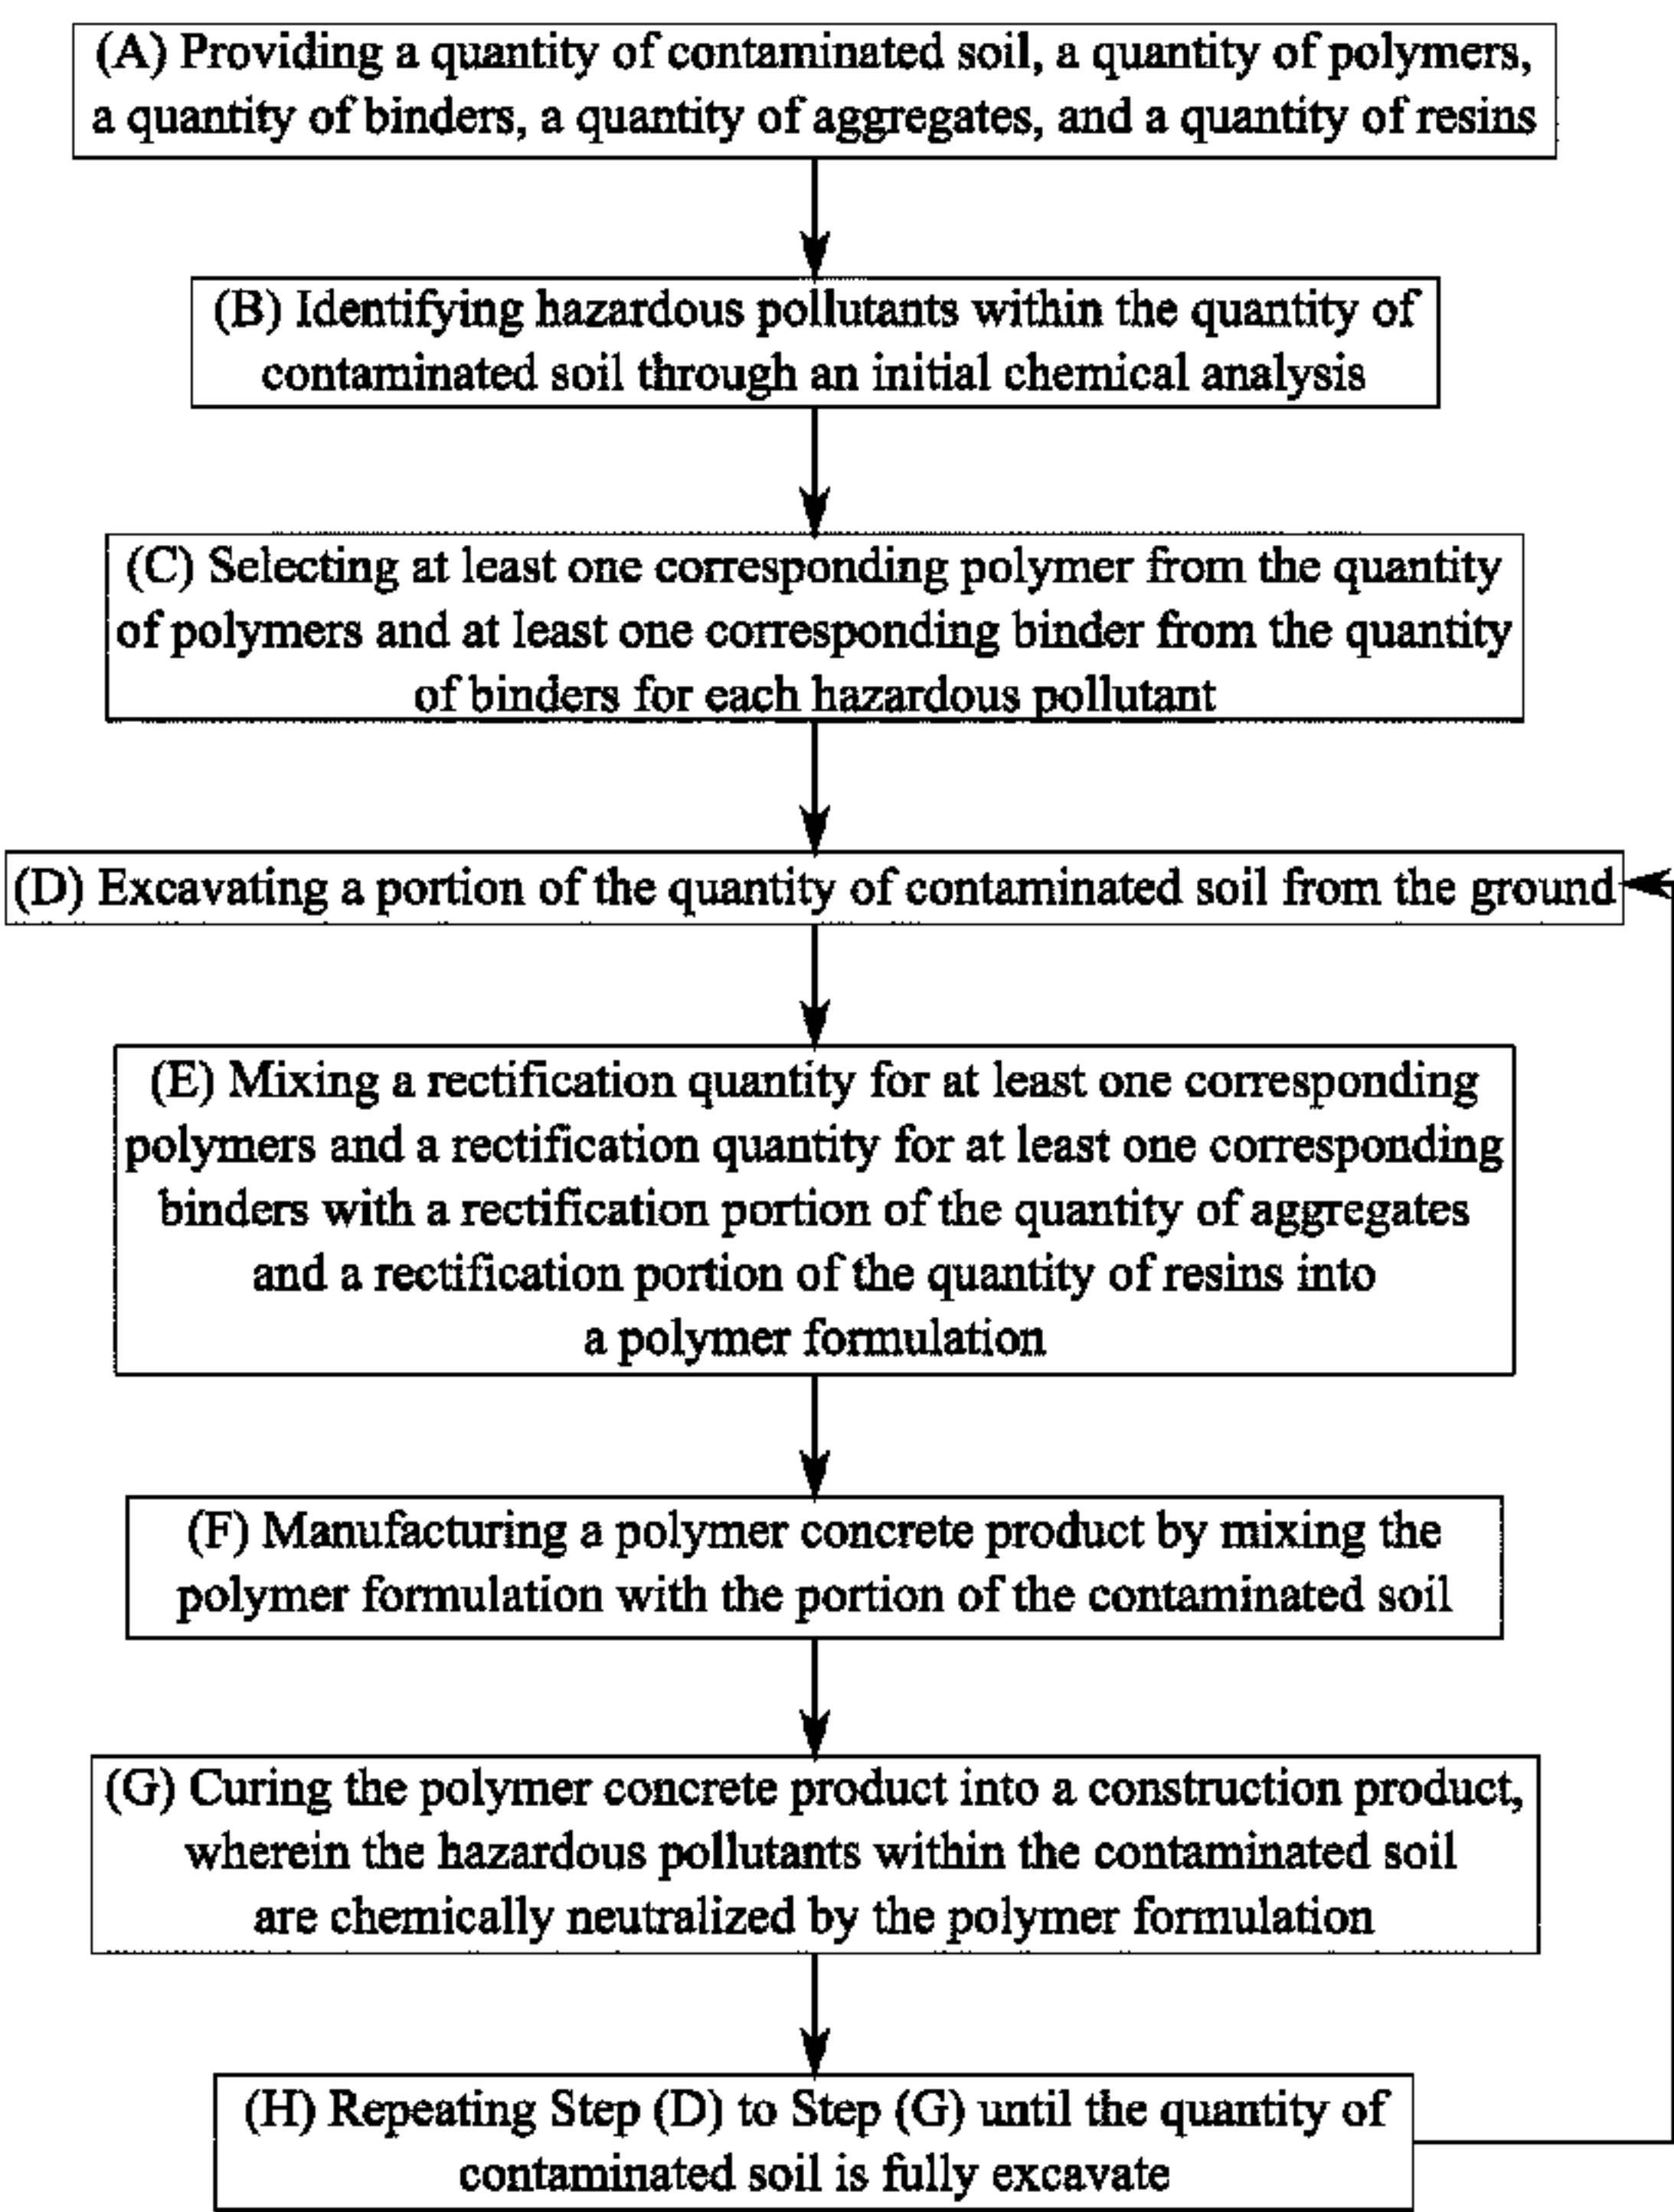 (A) Providing a quantity of contaminated soil, a quantity of polymers,
a quantity of binders, a quantity of aggregates, and a quantity of resins
(B) Identifying hazardous pollutants within the quantity of
contaminated soil through an initial chemical analysis
(C) Selecting at least one corresponding polymer from the quantity
of polymers and at least one corresponding binder from the quantity
of binders for each hazardous pollutant
(D) Excavating a portion of the quantity of contaminated soil from the ground
(E) Mixing a rectification quantity for at least one corresponding
polymers and a rectification quantity for at least one corresponding
binders with a rectification portion of the quantity of aggregates
and a rectification portion of the quantity of resins into
a polymer formulation
(F) Manufacturing a polymer concrete product by mixing the
polymer formulation with the portion of the contaminated soil
(G) Curing the polymer concrete product into a construction product,
wherein the hazardous pollutants within the contaminated soil
are chemically neutralized by the polymer formulation
(H) Repeating Step (D) to Step (G) until the quantity of
contaminated soil is fully excavate